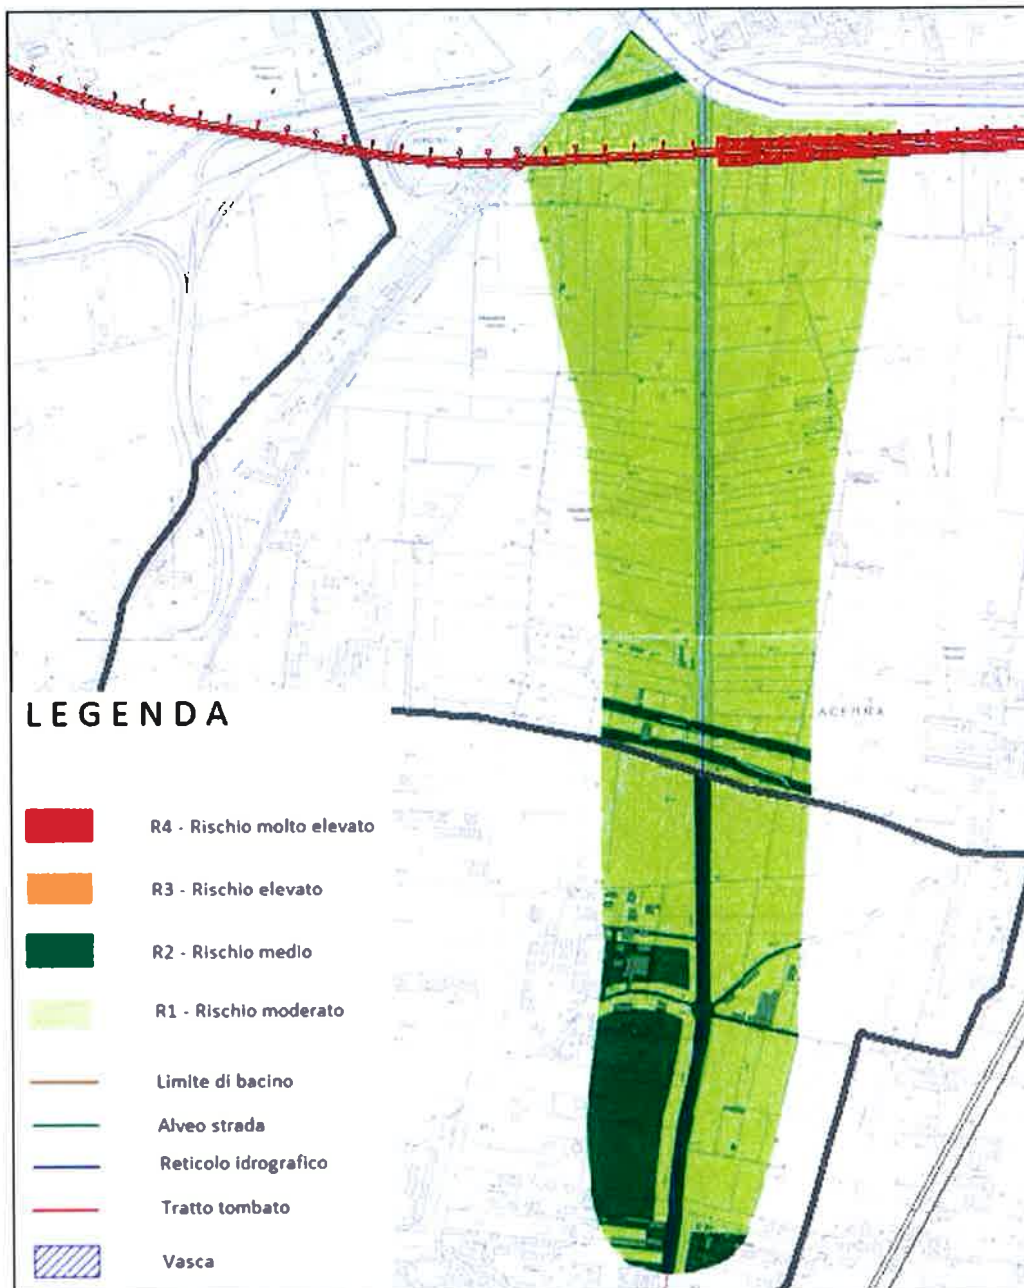 ACERRA
LEGENDA
R4 - Rischio molto elevato
R3 - Rischio elevato
R2 - Rischio medio
R1 - Rischio moderato
Limite di bacino
Alveo strada
Reticolo idrografico
Tratto tombato
Vasca